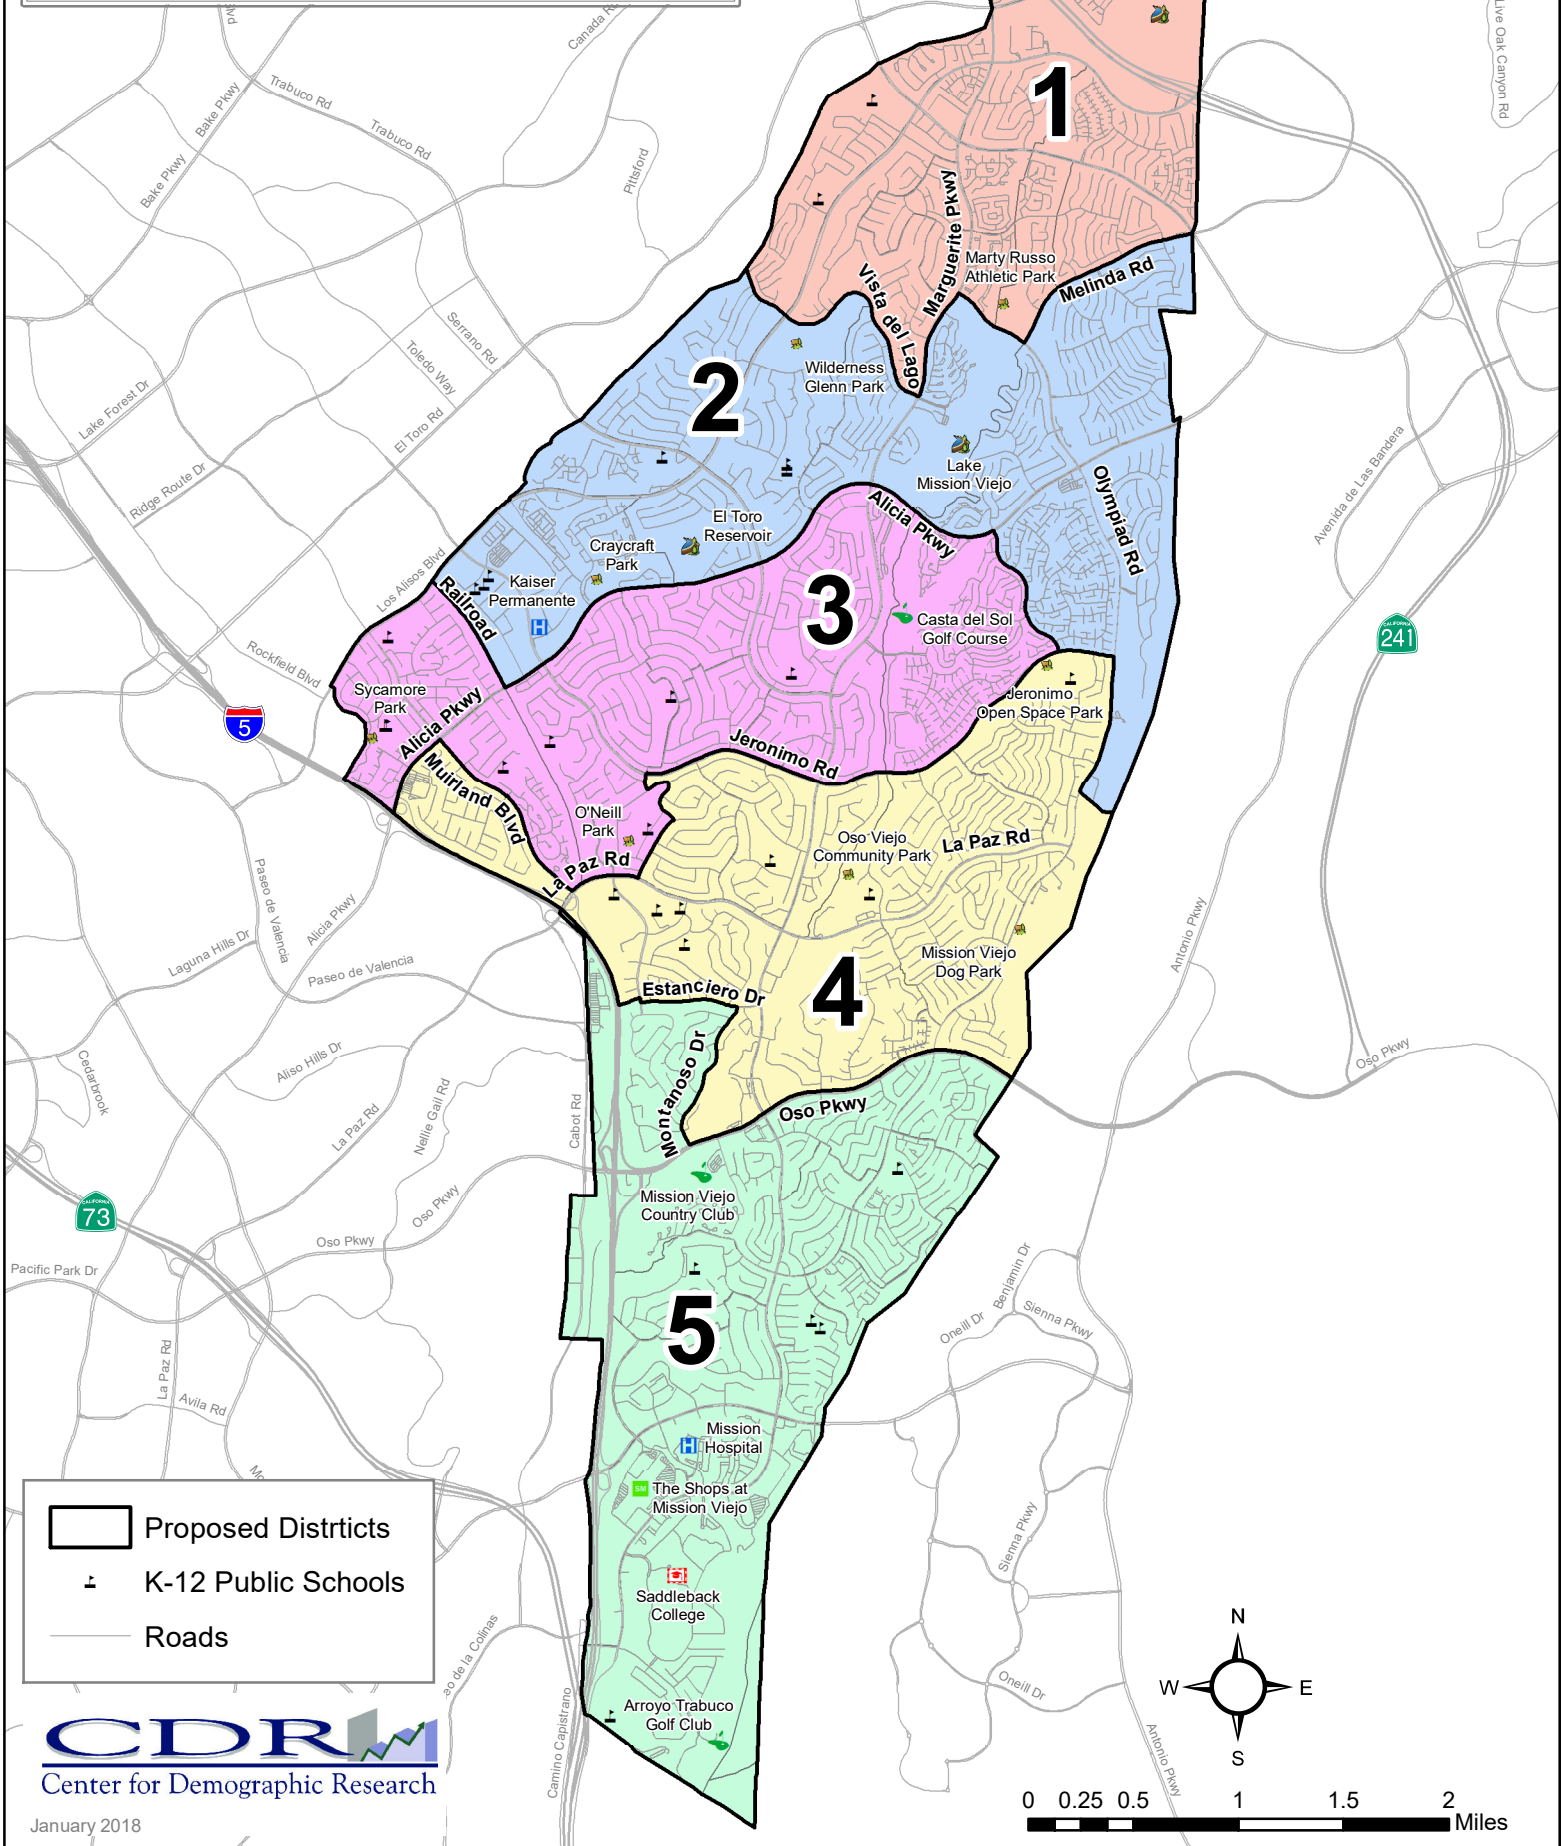 Canada Rd
Live Oak Canyon Rd
Trabuco Rd
Bake Pkwy
Trabuco Rd
Bake Pkwy
Pittsford
1
Marguerite Pkwy
Marty Russo
Athletic Park
Melinda Rd
Vista del Lago
Serrano Rd
Toledo Way
Lake Forest Dr
El Toro Rd
Ridge Route Dr
2
Wilderness
Glenn Park
Lake
Mission Viejo
Olympiad Rd
Avenida de Las Bandera
Alicia Pkwy
El Toro
Reservoir
Craycraft
Park
Los Alisos Blvd
Railroad
Kaiser
Permanente
H
3
Casta del Sol
Golf Course
CALIFORNIA
241
Rockfield Blvd
Sycamore
Park
Alicia Pkwy
5
Jeronimo
Open Space Park
Jeronimo Rd
Muirland Blvd
O'Neill
Park
La Paz Rd
Oso Viejo
Community Park
La Paz Rd
Paseo de Valencia
Alicia Pkwy
Laguna Hills Dr
Paseo de Valencia
Antonio Pkwy
Mission Viejo
Dog Park
Estanciero Dr
4
Montanoso Dr
Oso Pkwy
Oso Pkwy
Cedarbrook
Aliso Hills Dr
La Paz Rd
Nellie Gail Rd
Cabot Rd
CALIFORNIA
73
Oso Pkwy
Oso Pkwy
Pacific Park Dr
Mission Viejo
Country Club
5
Benjamin Dr
Oneill Dr
Sienna Pkwy
La Paz Rd
Avila Rd
Mission
Hospital
H
SM
The Shops at
Mission Viejo
Saddleback
College
Sienna Pkwy
Oneill Dr
Arroyo Trabuco
Golf Club
Camino Capistrano
eo de la Colinas
Antonio Pkwy
Proposed Distrticts
K-12 Public Schools
Roads
CDR
Center for Demographic Research
January 2018
N
W E
S
0 0.25 0.5 1 1.5 2
Miles